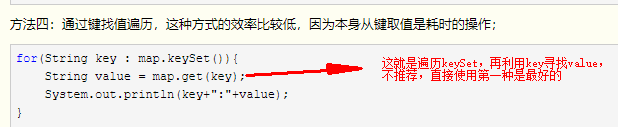 方法四：通过键找值遍历，这种方式的效率比较低，因为本身从键取值是耗时的操作；
for(String key : map.keySet()){
    String value = map.get(key);
    System.out.println(key+":"+value);
}
这就是遍历keySet，再利用key寻找value，
不推荐，直接使用第一种是最好的